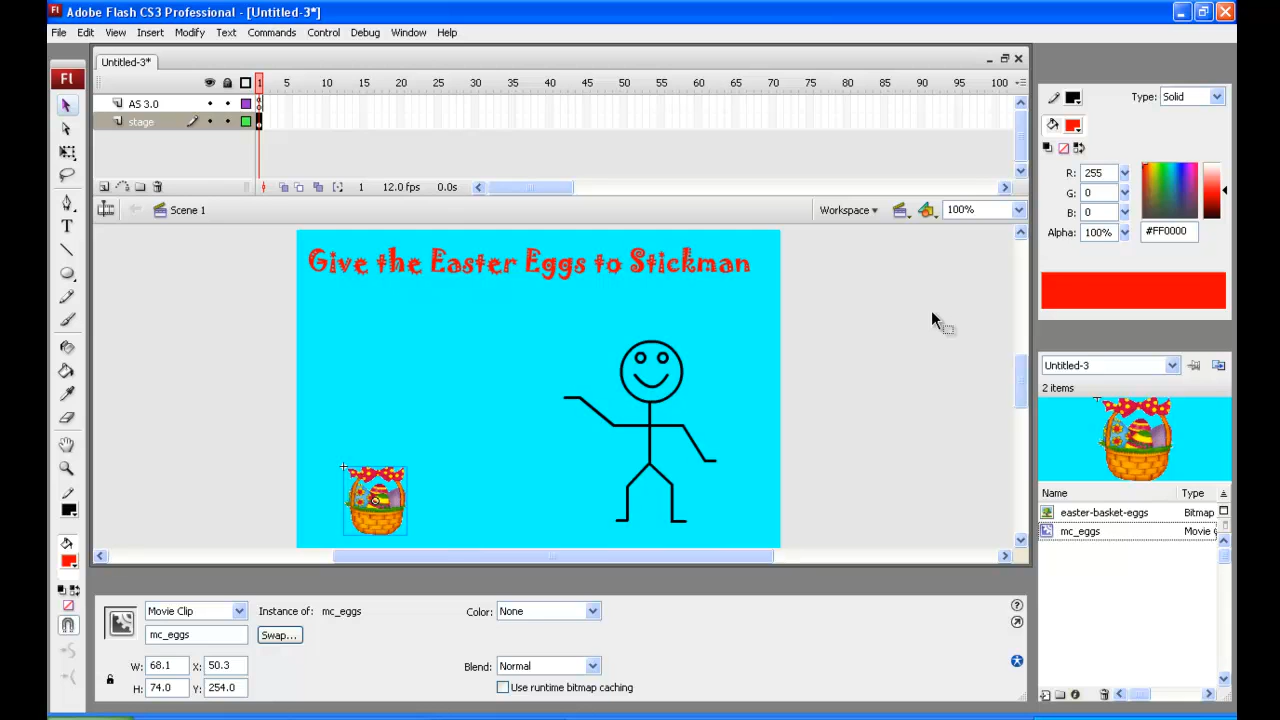 Adobe Flash CS3 Professional - [Untitled-3*]
File Edit View Insert Modify Text Commands Control Debug Window Help
Untitled-3*
Fl
1 5 10 15 20 25 30 35 40 45 50 55 60 65 70 75 80 85 90 95 100
AS 3.0
stage
1 12.0 fps 0.0s
Scene 1
Workspace
100%
Give the Easter Eggs to Stickman
Type: Solid
R: 255
G: 0
B: 0
Alpha: 100%
#FF0000
Untitled-3
2 items
Name Type
easter-basket-eggs Bitmap
mc_eggs Movie
Movie Clip
Instance of: mc_eggs
Color: None
mc_eggs
Swap...
W: 68.1 X: 50.3
H: 74.0 Y: 254.0
Blend: Normal
Use runtime bitmap caching